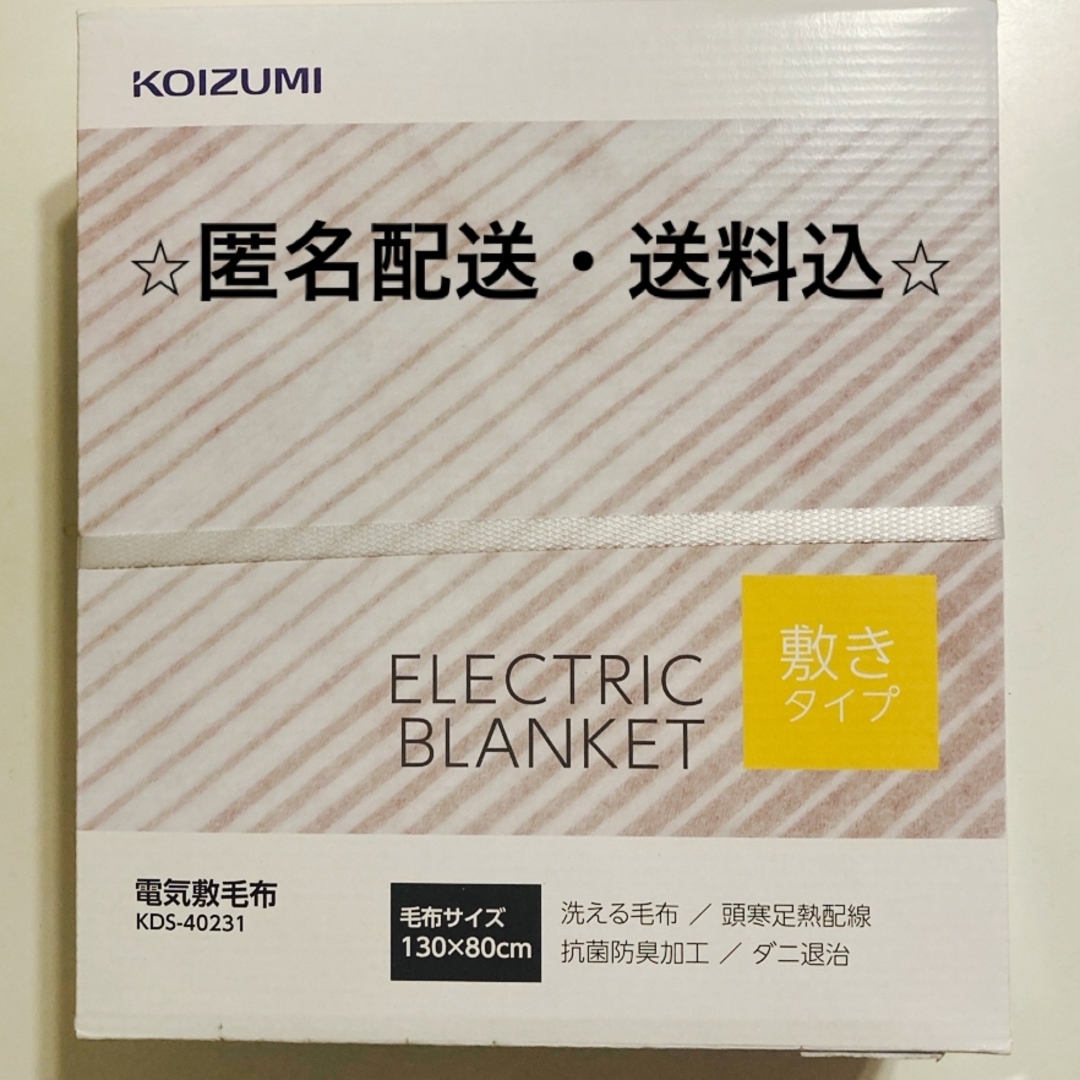 KOIZUMI
☆匿名配送・送料込☆
ELECTRIC
BLANKET
敷き
タイプ
電気敷毛布
KDS-40231
毛布サイズ
130×80cm
洗える毛布 ／ 頭寒足熱配線
抗菌防臭加工 ／ ダニ退治